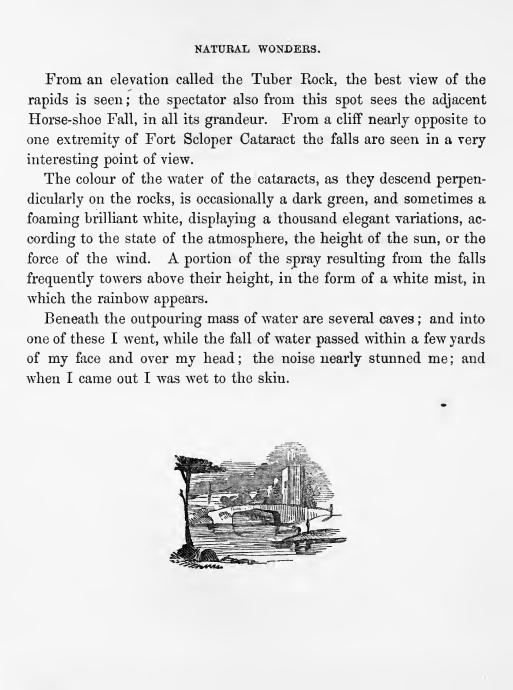 NATURAL WONDERS.
From an elevation called the Tuber Rock, the best view of the
rapids is seen; the spectator also from this spot sees the adjacent
Horse-shoe Fall, in all its grandeur. From a cliff nearly opposite to
one extremity of Fort Scloper Cataract the falls are seen in a very
interesting point of view.
The colour of the water of the cataracts, as they descend perpen-
dicularly on the rocks, is occasionally a dark green, and sometimes a
foaming brilliant white, displaying a thousand elegant variations, ac-
cording to the state of the atmosphere, the height of the sun, or the
force of the wind. A portion of the spray resulting from the falls
frequently towers above their height, in the form of a white mist, in
which the rainbow appears.
Beneath the outpouring mass of water are several caves; and into
one of these I went, while the fall of water passed within a few yards
of my face and over my head; the noise nearly stunned me; and
when I came out I was wet to the skin.